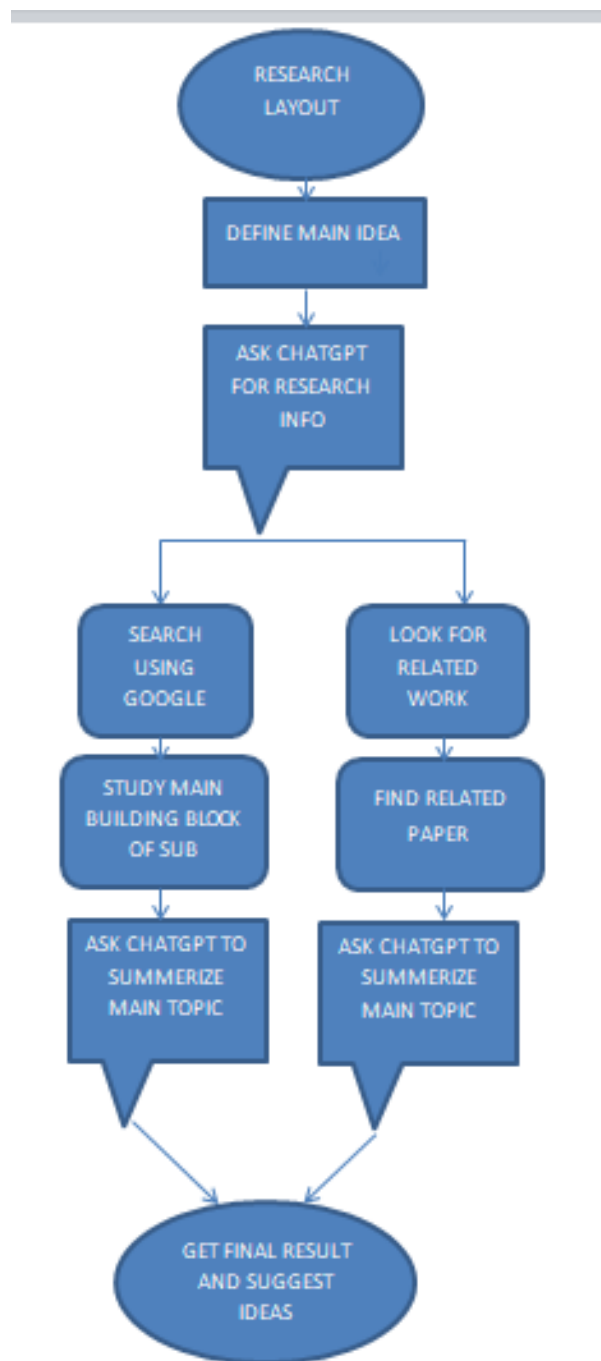 RESEARCH
LAYOUT
DEFINE MAIN IDEA
ASK CHATGPT
FOR RESEARCH
INFO
SEARCH
USING
GOOGLE
LOOK FOR
RELATED
WORK
STUDY MAIN
BUILDING BLOCK
OF SUB
FIND RELATED
PAPER
ASK CHATGPT TO
SUMMERIZE
MAIN TOPIC
ASK CHATGPT TO
SUMMERIZE
MAIN TOPIC
GET FINAL RESULT
AND SUGGEST
IDEAS